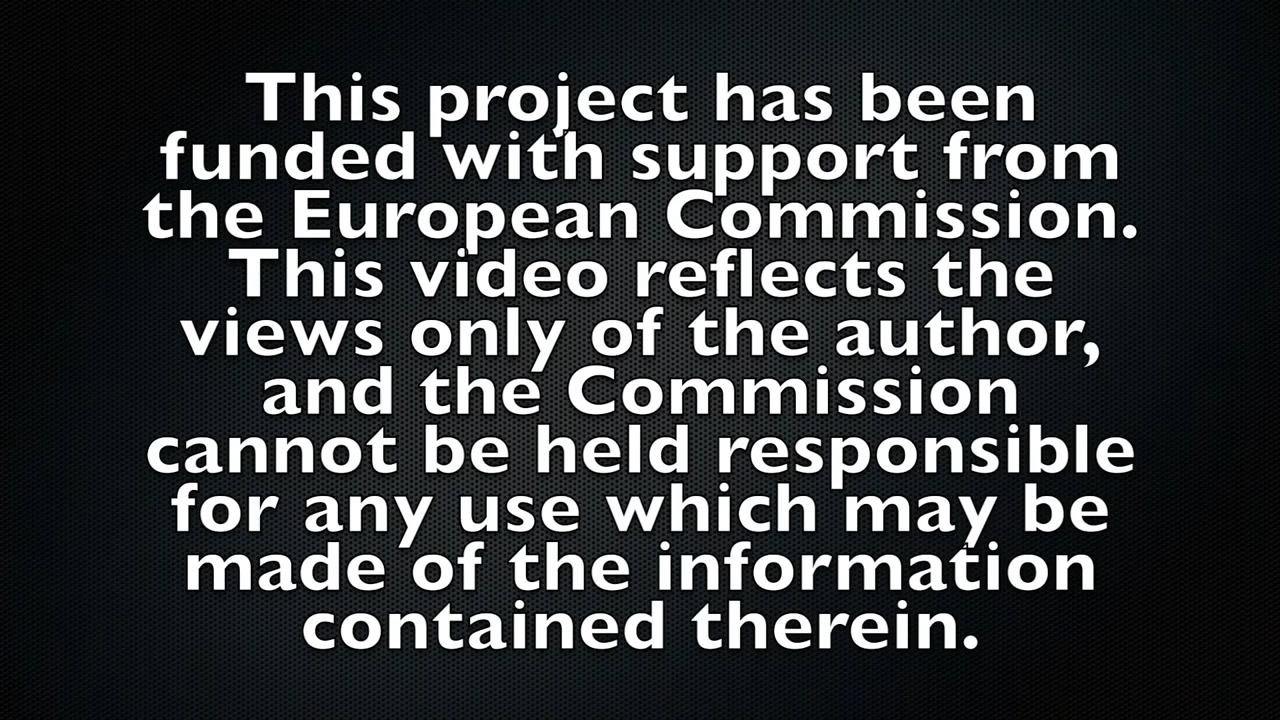 This project has been
funded with support from
the European Commission.
This video reflects the
views only of the author,
and the Commission
cannot be held responsible
for any use which may be
made of the information
contained therein.